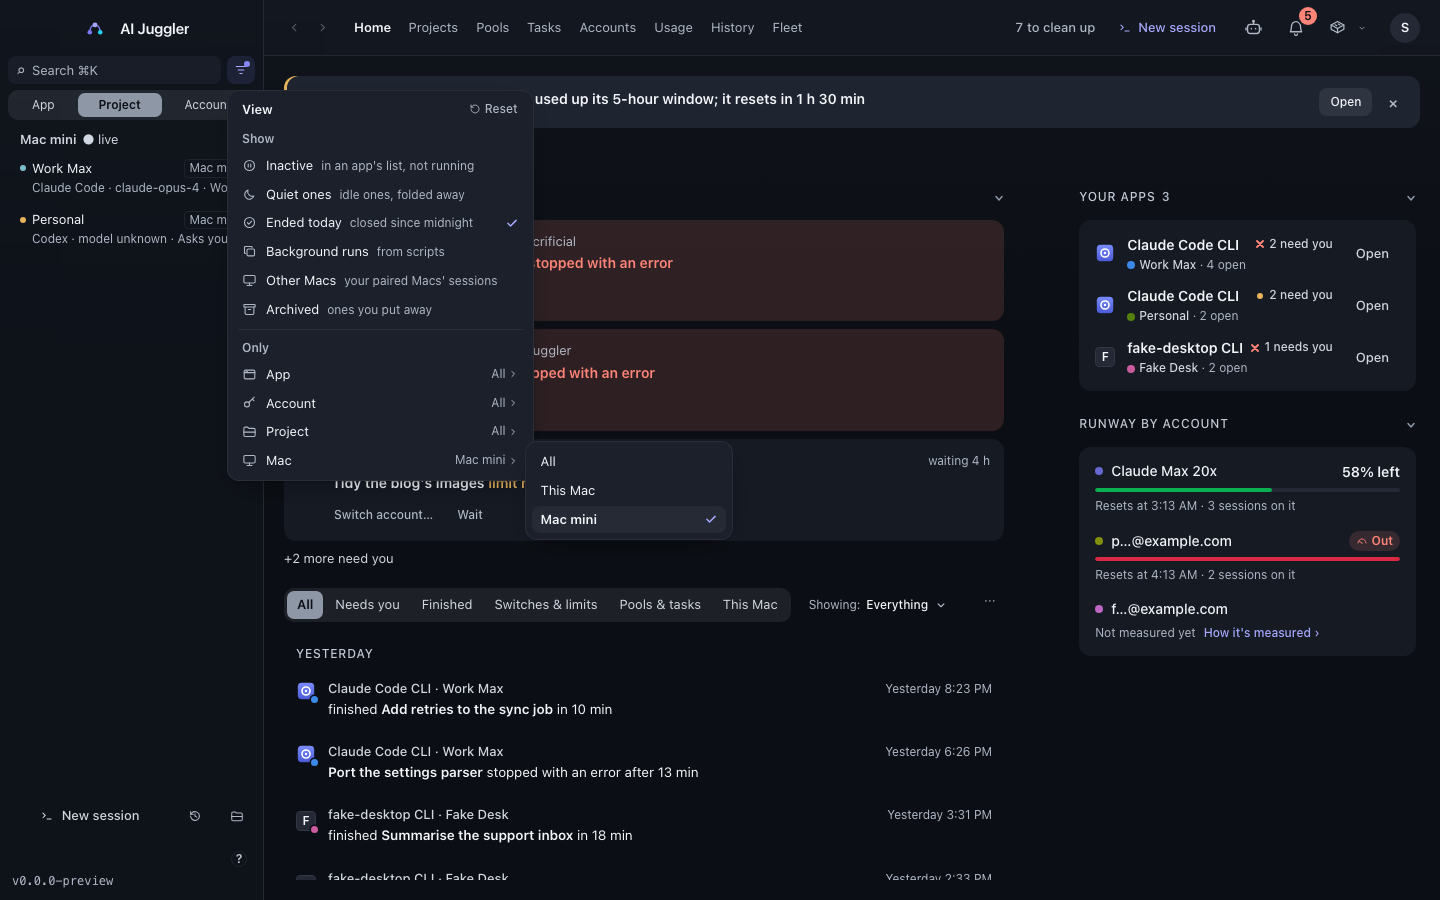 AI Juggler
Search ⌘K
App Project Accoun
Mac mini live
Work Max Mac m
Claude Code · claude-opus-4 · Wo
Personal Mac m
Codex · model unknown · Asks you
New session
?
v0.0.0-preview
Home Projects Pools Tasks Accounts Usage History Fleet
7 to clean up
New session
5
S
used up its 5-hour window; it resets in 1 h 30 min
Open
View
Reset
Show
Inactive in an app's list, not running
Quiet ones idle ones, folded away
Ended today closed since midnight
Background runs from scripts
Other Macs your paired Macs' sessions
Archived ones you put away
Only
App All ›
Account All ›
Project All ›
Mac Mac mini ›
All
This Mac
Mac mini
crificial
stopped with an error
uggler
pped with an error
waiting 4 h
Tidy the blog's images limit
Switch account... Wait
+2 more need you
All Needs you Finished Switches & limits Pools & tasks This Mac
Showing: Everything
...
YESTERDAY
Claude Code CLI · Work Max Yesterday 8:23 PM
finished Add retries to the sync job in 10 min
Claude Code CLI · Work Max Yesterday 6:26 PM
Port the settings parser stopped with an error after 13 min
F
fake-desktop CLI · Fake Desk Yesterday 3:31 PM
finished Summarise the support inbox in 18 min
fake-desktop CLI · Fake Desk Yesterday 2:33 PM
YOUR APPS 3
Claude Code CLI 2 need you
Work Max · 4 open
Open
Claude Code CLI 2 need you
Personal · 2 open
Open
F
fake-desktop CLI 1 needs you
Fake Desk · 2 open
Open
RUNWAY BY ACCOUNT
Claude Max 20x 58% left
Resets at 3:13 AM · 3 sessions on it
p...@example.com Out
Resets at 4:13 AM · 2 sessions on it
f...@example.com
Not measured yet How it's measured ›